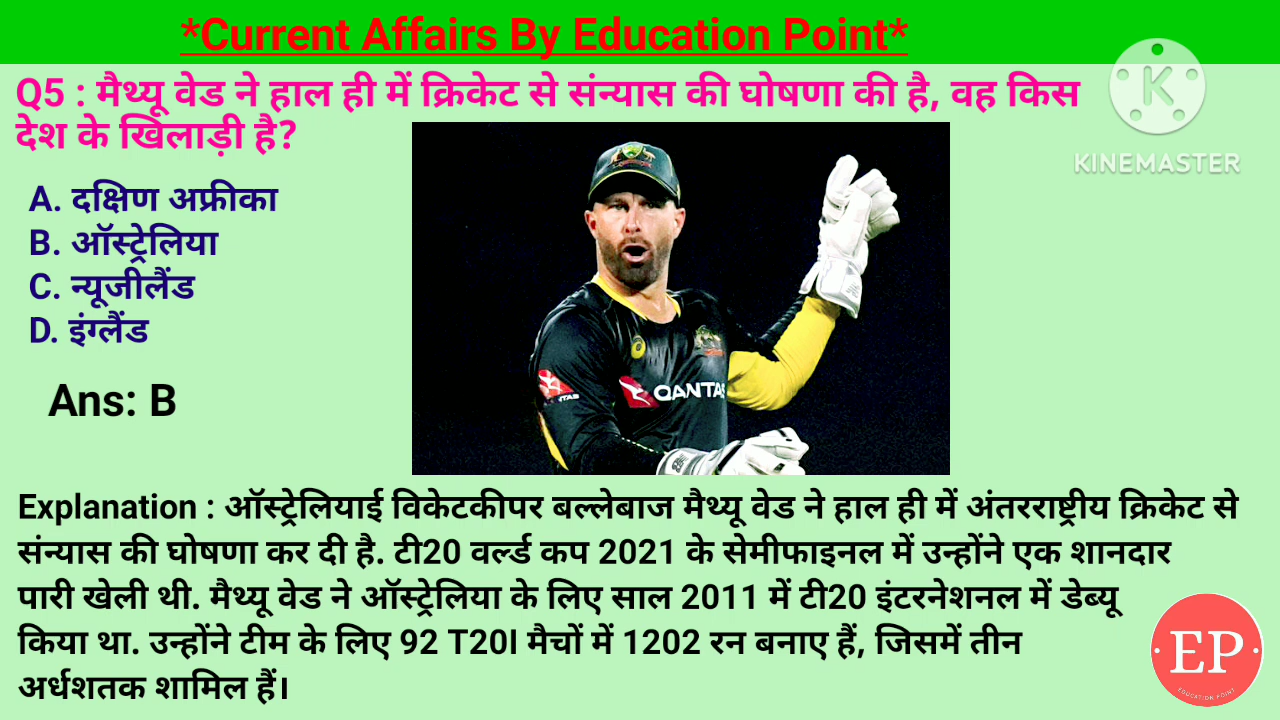 *Current Affairs By Education Point*
Q5 : मैथ्यू वेड ने हाल ही में क्रिकेट से संन्यास की घोषणा की है, वह किस
देश के खिलाड़ी है?
K
KINEMASTER
A. दक्षिण अफ्रीका
B. ऑस्ट्रेलिया
C. न्यूजीलैंड
D. इंग्लैंड
Ans: B
QANTAS
Explanation : ऑस्ट्रेलियाई विकेटकीपर बल्लेबाज मैथ्यू वेड ने हाल ही में अंतरराष्ट्रीय क्रिकेट से
संन्यास की घोषणा कर दी है. टी20 वर्ल्ड कप 2021 के सेमीफाइनल में उन्होंने एक शानदार
पारी खेली थी. मैथ्यू वेड ने ऑस्ट्रेलिया के लिए साल 2011 में टी20 इंटरनेशनल में डेब्यू
किया था. उन्होंने टीम के लिए 92 T20I मैचों में 1202 रन बनाए हैं, जिसमें तीन
अर्धशतक शामिल हैं।
EP
EDUCATION POINT